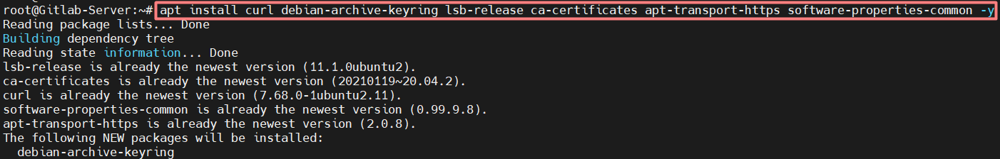 root@Gitlab-Server:~# apt install curl debian-archive-keyring lsb-release ca-certificates apt-transport-https software-properties-common -y
Reading package lists... Done
Building dependency tree
Reading state information... Done
lsb-release is already the newest version (11.1.0ubuntu2).
ca-certificates is already the newest version (20210119~20.04.2).
curl is already the newest version (7.68.0-1ubuntu2.11).
software-properties-common is already the newest version (0.99.9.8).
apt-transport-https is already the newest version (2.0.8).
The following NEW packages will be installed:
  debian-archive-keyring